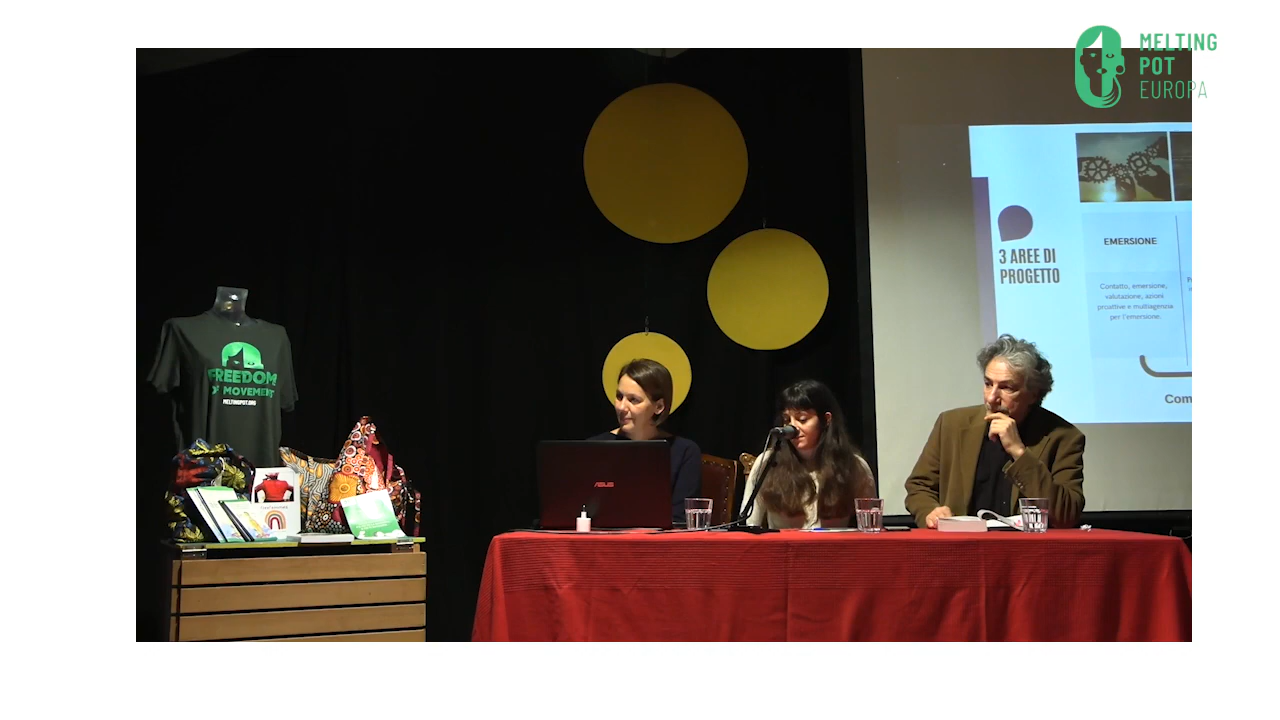 MELTING
POT
EUROPA
EMERSIONE
3 AREE DI
PROGETTO
Contatto, emersione,
valutazione, azioni
proattive e multiagenzia
per l'emersione.
Com
FREEDOM
OF MOVEMENT
MELTINGPOT.ORG
ASUS